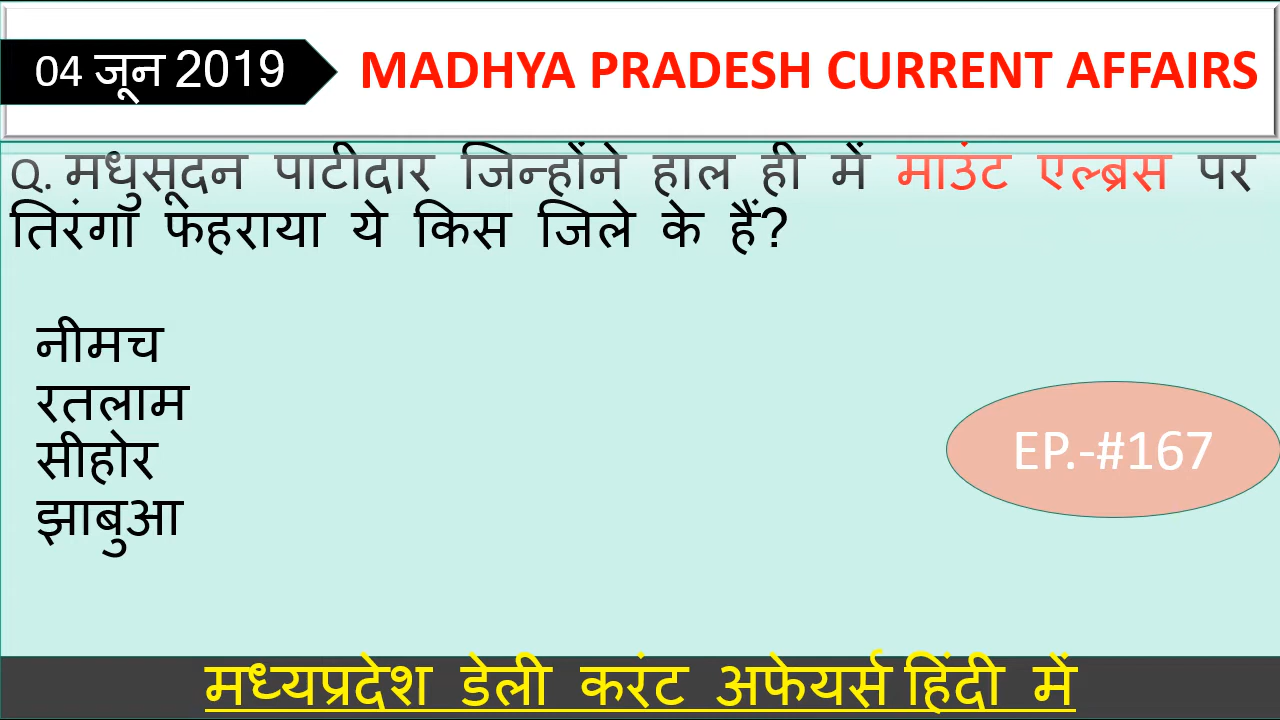 04 जून 2019
MADHYA PRADESH CURRENT AFFAIRS
Q. मधुसूदन पाटीदार जिन्होंने हाल ही में माउंट एल्ब्रस पर
तिरंगा फहराया ये किस जिले के हैं?
नीमच
रतलाम
सीहोर
झाबुआ
EP.-#167
मध्यप्रदेश डेली करंट अफेयर्स हिंदी में